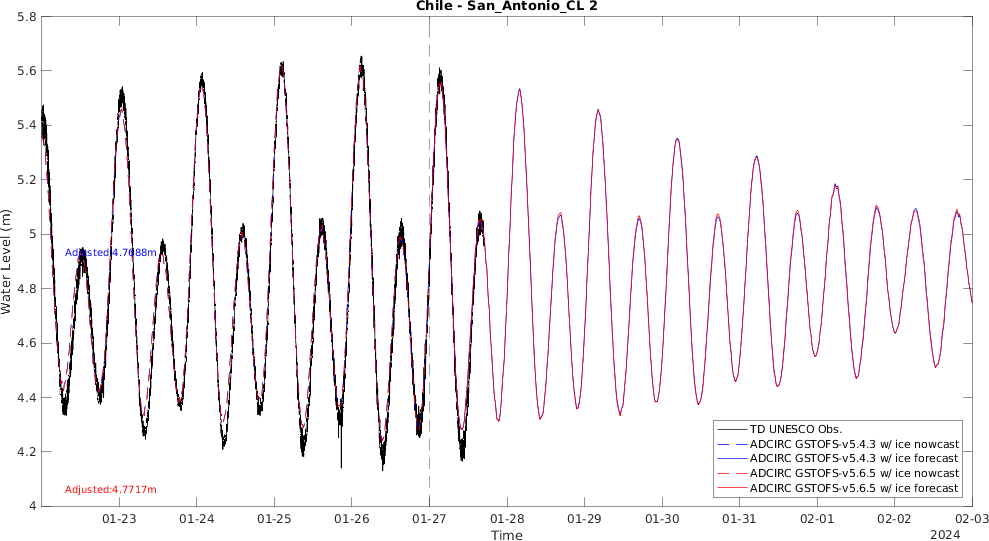 Chile - San_Antonio_CL 2
5.8
5.6
5.4
5.2
5
4.8
4.6
4.4
4.2
4
Water Level (m)
Adjusted:4.7688m
Adjusted:4.7717m
TD UNESCO Obs.
ADCIRC GSTOFS-v5.4.3 w/ ice nowcast
ADCIRC GSTOFS-v5.4.3 w/ ice forecast
ADCIRC GSTOFS-v5.6.5 w/ ice nowcast
ADCIRC GSTOFS-v5.6.5 w/ ice forecast
01-23 01-24 01-25 01-26 01-27 01-28 01-29 01-30 01-31 02-01 02-02 02-03
Time
2024